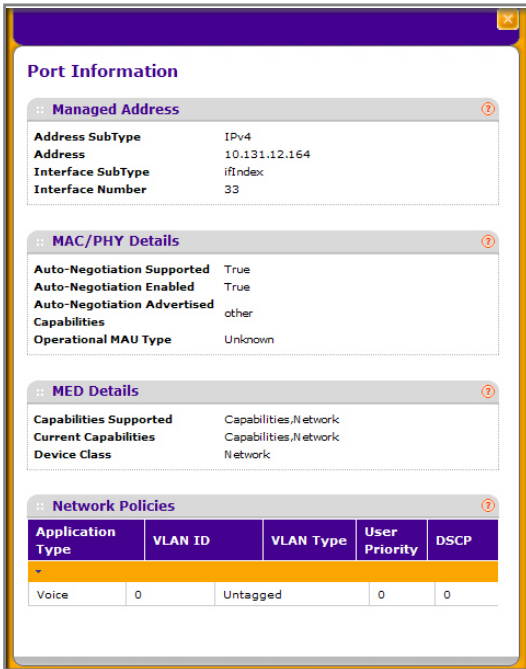 Port Information
Managed Address
Address SubType IPv4
Address 10.131.12.164
Interface SubType ifIndex
Interface Number 33
MAC/PHY Details
Auto-Negotiation Supported True
Auto-Negotiation Enabled True
Auto-Negotiation Advertised
Capabilities other
Operational MAU Type Unknown
MED Details
Capabilities Supported Capabilities,Network
Current Capabilities Capabilities,Network
Device Class Network
Network Policies
Application Type VLAN ID VLAN Type User Priority DSCP
Voice 0 Untagged 0 0